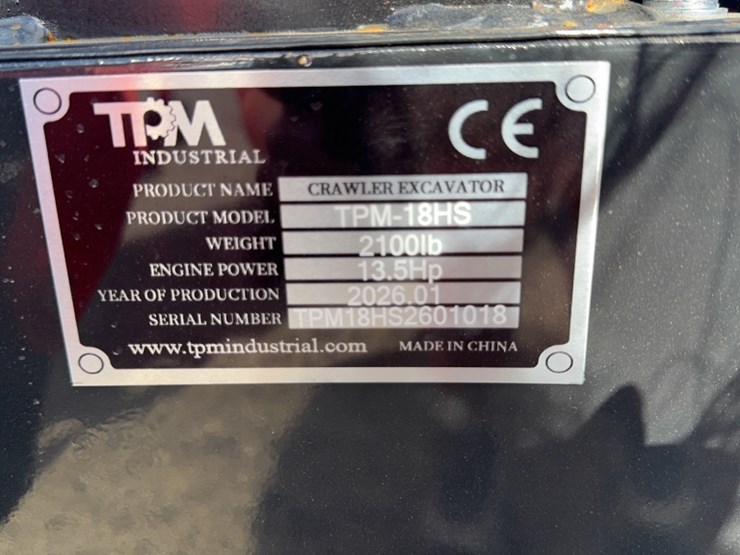 TPM
INDUSTRIAL
CE
PRODUCT NAME CRAWLER EXCAVATOR
PRODUCT MODEL TPM-18HS
WEIGHT 2100lb
ENGINE POWER 13.5Hp
YEAR OF PRODUCTION 2026.01
SERIAL NUMBER TPM18HS2601018
www.tpmindustrial.com MADE IN CHINA